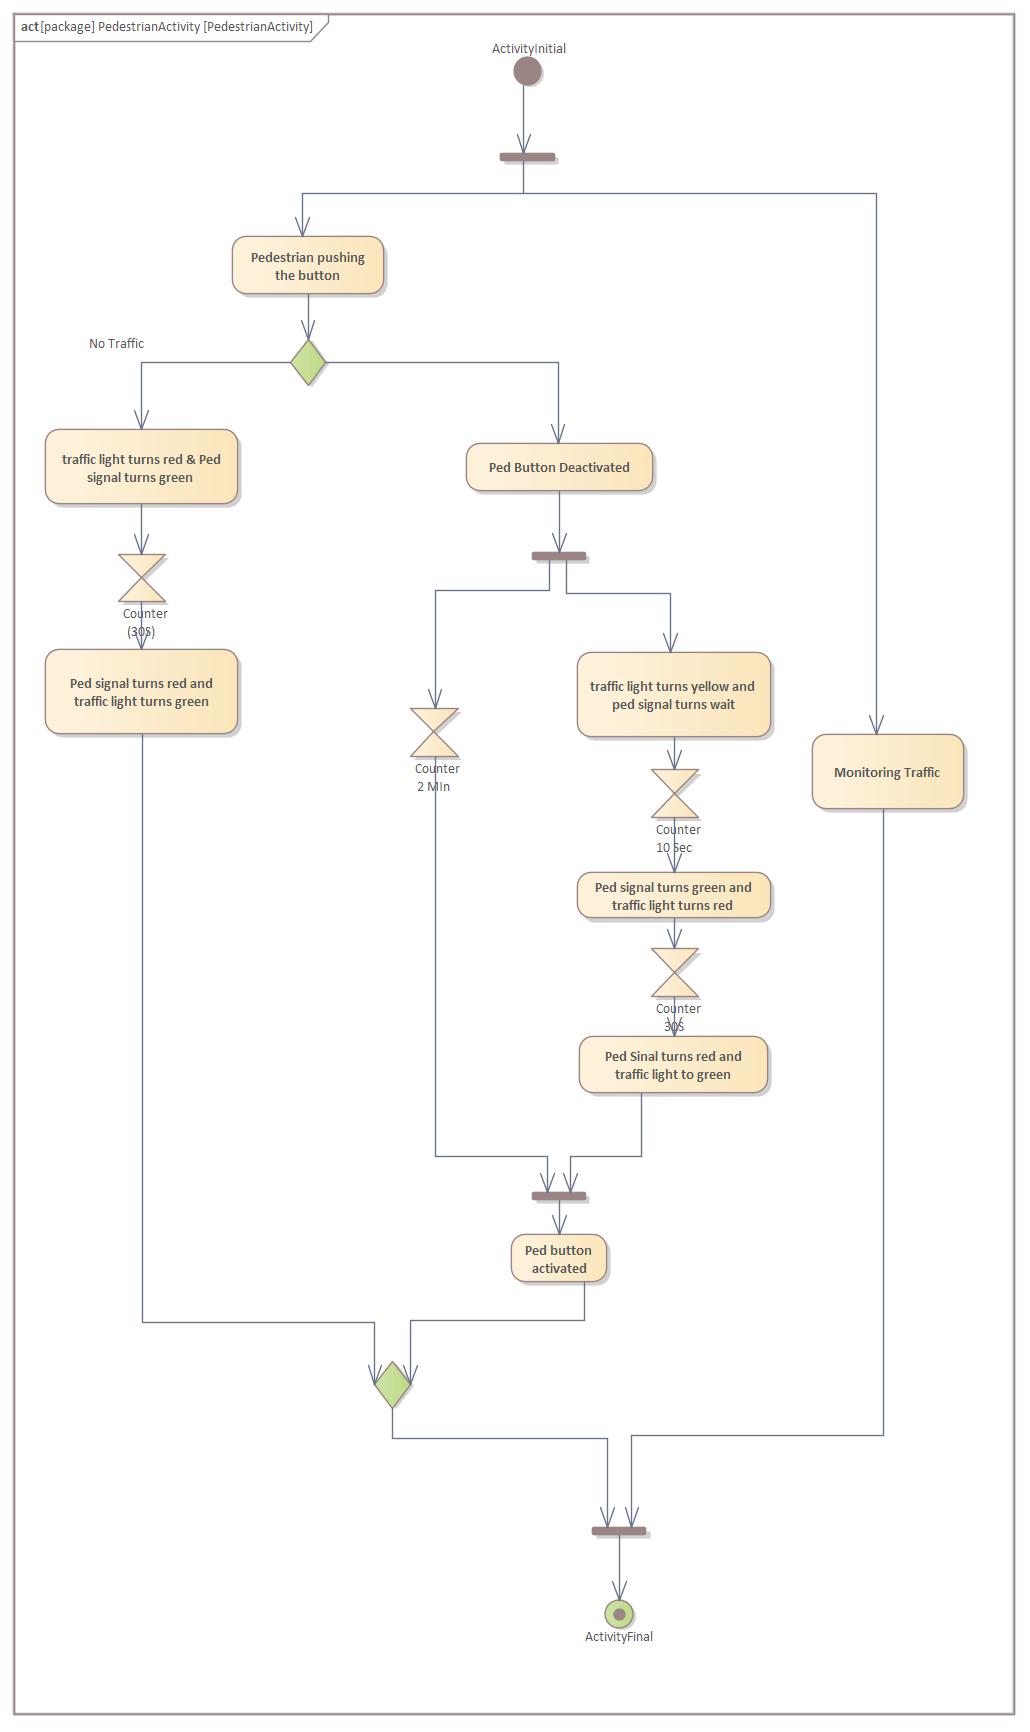 act[package] PedestrianActivity [PedestrianActivity]
ActivityInitial
Pedestrian pushing
the button
No Traffic
traffic light turns red & Ped
signal turns green
Ped Button Deactivated
Counter
(30S)
Ped signal turns red and
traffic light turns green
traffic light turns yellow and
ped signal turns wait
Counter
2 MIn
Monitoring Traffic
Counter
10 Sec
Ped signal turns green and
traffic light turns red
Counter
30S
Ped Sinal turns red and
traffic light to green
Ped button
activated
ActivityFinal